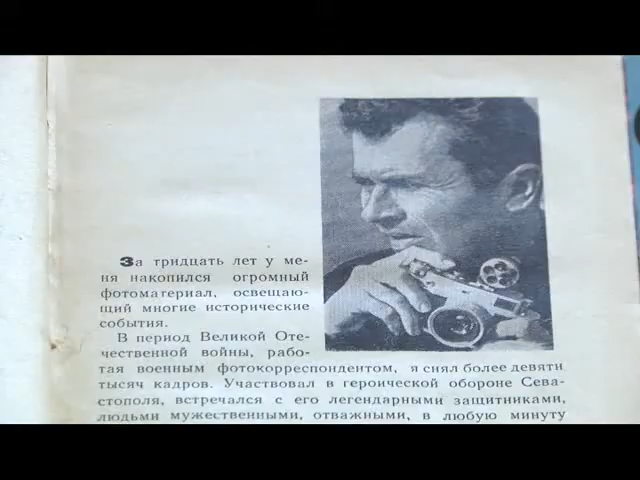 За тридцать лет у ме-
ня накопился огромный
фотоматериал, освещаю-
щий многие исторические
события.
В период Великой Оте-
чественной войны, рабо-
тая военным фотокорреспондентом, я снял более девяти
тысяч кадров. Участвовал в героической обороне Сева-
стополя, встречался с его легендарными защитниками,
людьми мужественными, отважными, в любую минуту